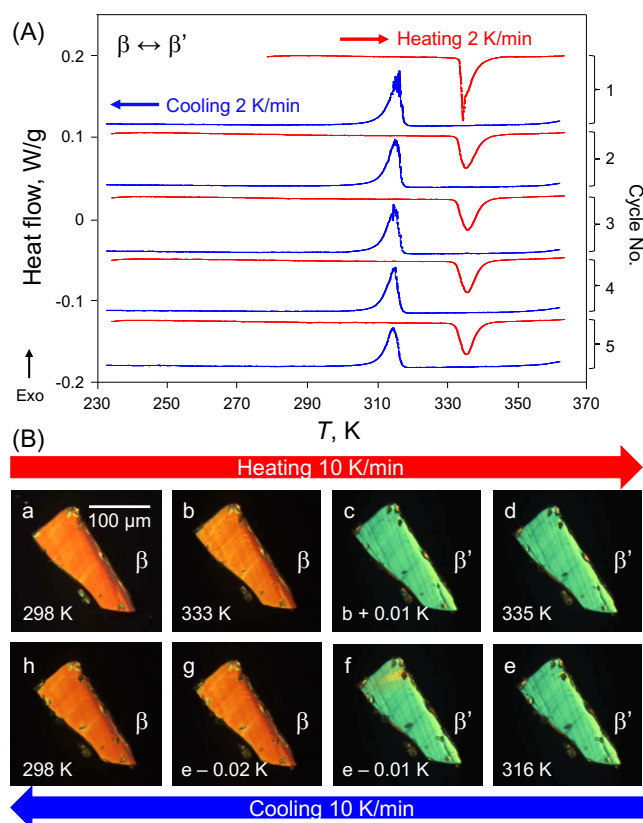 (A)
β ↔ β’
Heating 2 K/min
Cooling 2 K/min
0.2
0.1
0
-0.1
-0.2
Heat flow, W/g
Exo
1
2
3
4
5
Cycle No.
230 250 270 290 310 330 350 370
T, K
(B)
Heating 10 K/min
a
100 μm
β
298 K
b
β
333 K
c
β’
b + 0.01 K
d
β’
335 K
h
β
298 K
g
β
e – 0.02 K
f
β’
e – 0.01 K
e
β’
316 K
Cooling 10 K/min